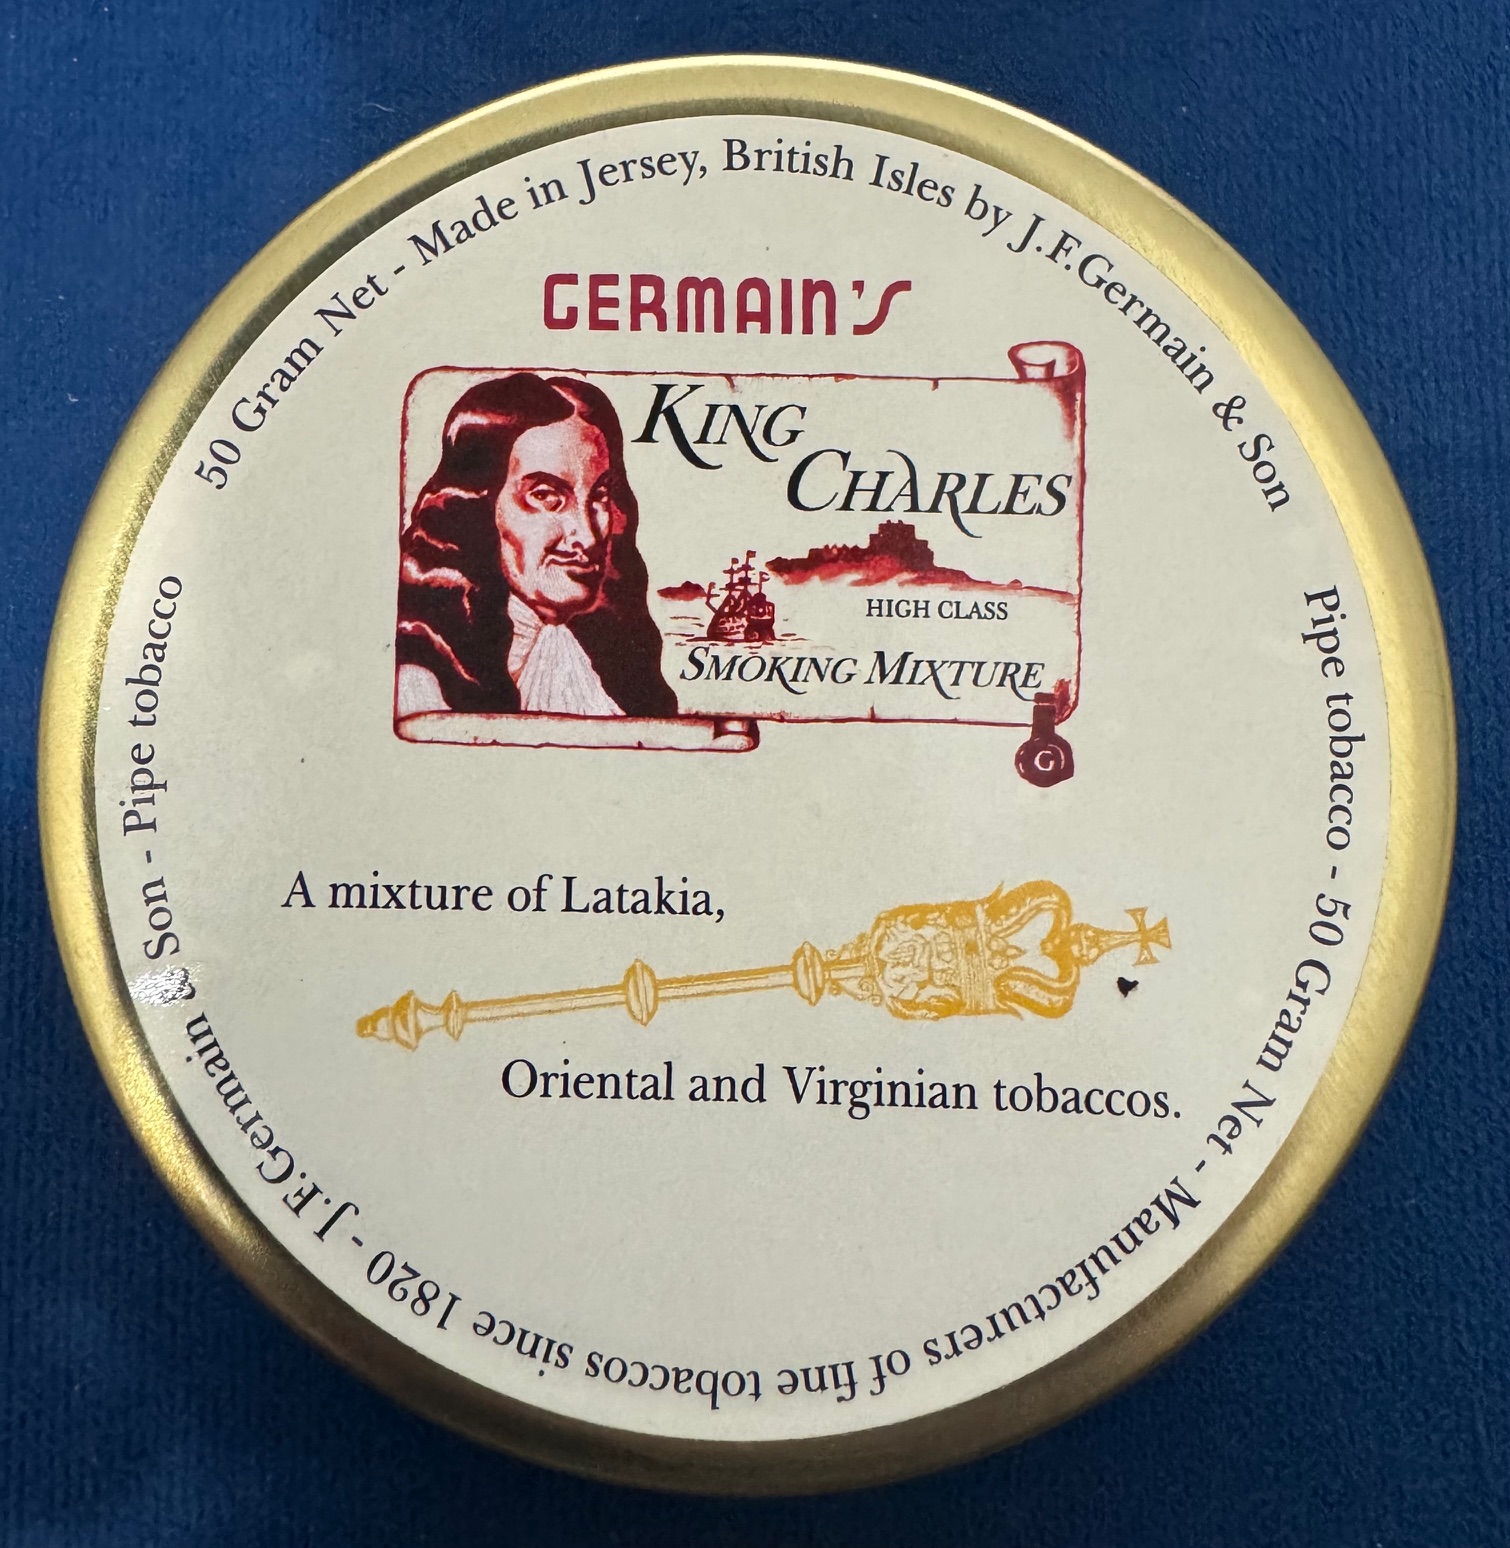 50 Gram Net - Made in Jersey, British Isles by J.F.Germain & Son
GERMAIN'S
KING
CHARLES
HIGH CLASS
SMOKING MIXTURE
G
A mixture of Latakia,
Oriental and Virginian tobaccos.
Pipe tobacco - 50 Gram Net - Manufacturers of fine tobaccos since 1820 - J.F.Germain & Son - Pipe tobacco